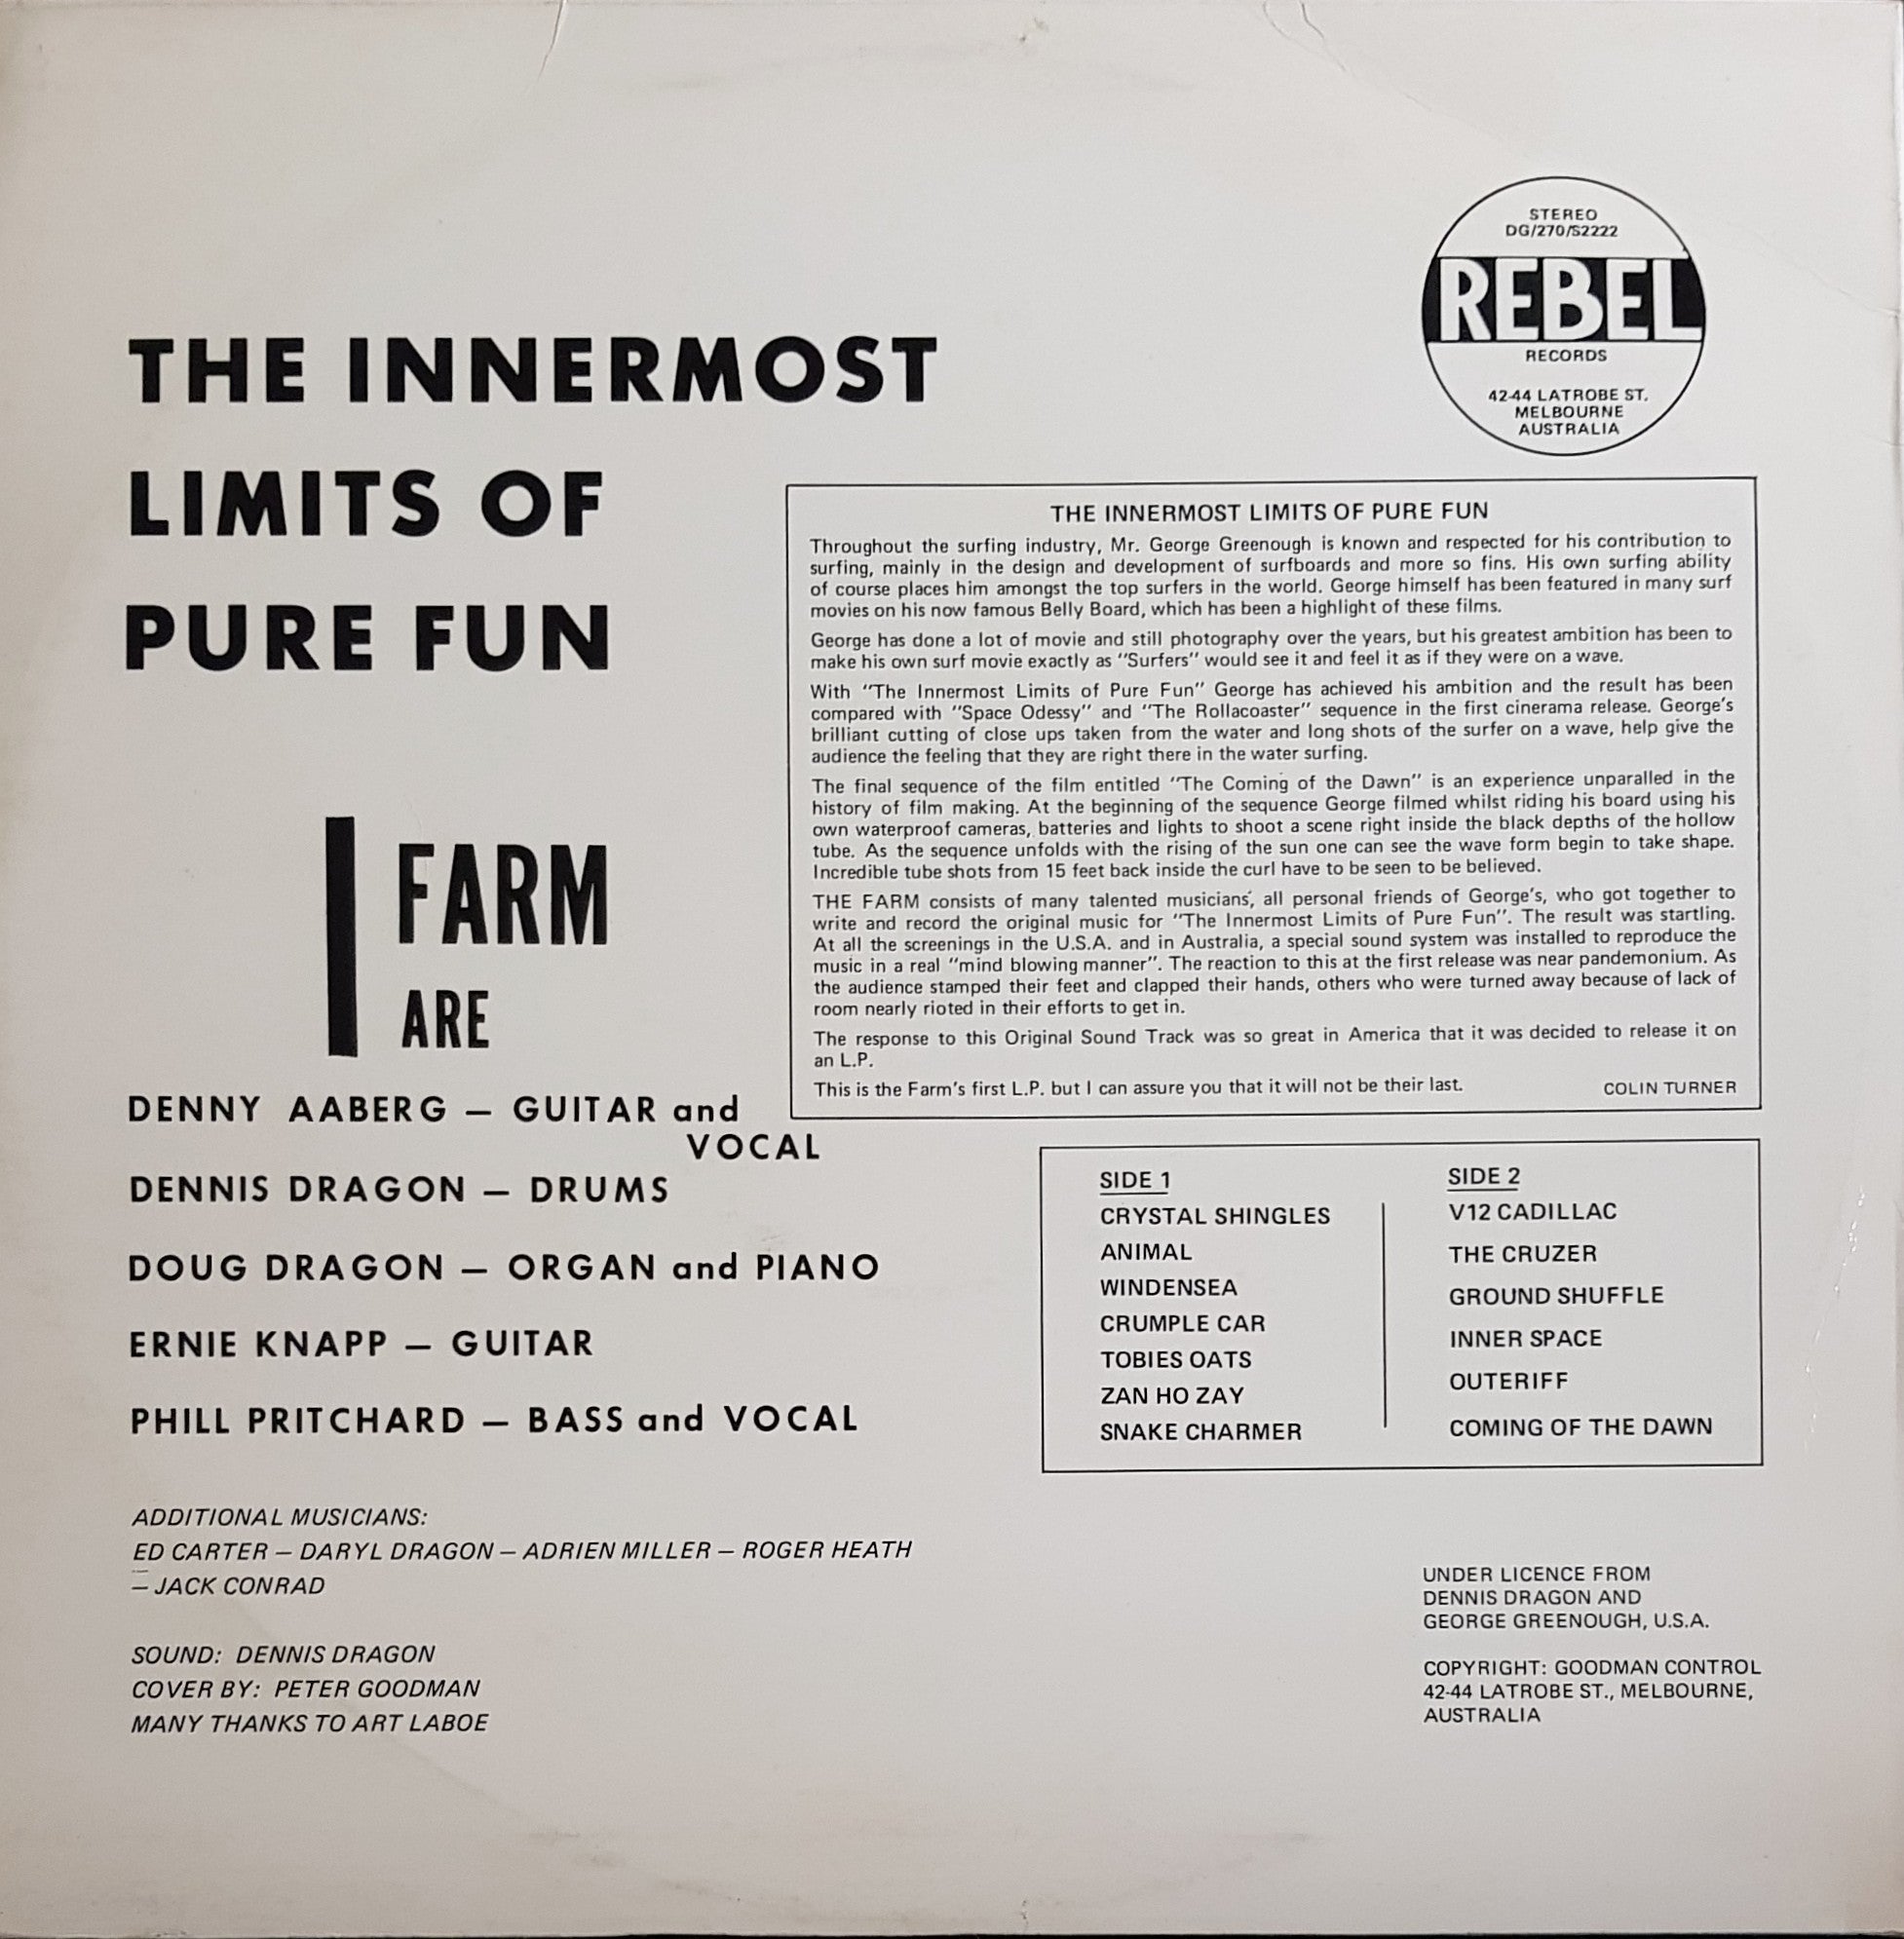 STEREO
DG/270/S2222
REBEL
RECORDS
42-44 LATROBE ST.
MELBOURNE
AUSTRALIA
THE INNERMOST
LIMITS OF
PURE FUN
THE INNERMOST LIMITS OF PURE FUN
Throughout the surfing industry, Mr. George Greenough is known and respected for his contribution to
surfing, mainly in the design and development of surfboards and more so fins. His own surfing ability
of course places him amongst the top surfers in the world. George himself has been featured in many surf
movies on his now famous Belly Board, which has been a highlight of these films.
George has done a lot of movie and still photography over the years, but his greatest ambition has been to
make his own surf movie exactly as "Surfers" would see it and feel it as if they were on a wave.
With "The Innermost Limits of Pure Fun" George has achieved his ambition and the result has been
compared with "Space Odessy" and "The Rollacoaster" sequence in the first cinerama release. George's
brilliant cutting of close ups taken from the water and long shots of the surfer on a wave, help give the
audience the feeling that they are right there in the water surfing.
The final sequence of the film entitled "The Coming of the Dawn" is an experience unparalled in the
history of film making. At the beginning of the sequence George filmed whilst riding his board using his
own waterproof cameras, batteries and lights to shoot a scene right inside the black depths of the hollow
tube. As the sequence unfolds with the rising of the sun one can see the wave form begin to take shape.
Incredible tube shots from 15 feet back inside the curl have to be seen to be believed.
THE FARM consists of many talented musicians, all personal friends of George's, who got together to
write and record the original music for "The Innermost Limits of Pure Fun". The result was startling.
At all the screenings in the U.S.A. and in Australia, a special sound system was installed to reproduce the
music in a real "mind blowing manner". The reaction to this at the first release was near pandemonium. As
the audience stamped their feet and clapped their hands, others who were turned away because of lack of
room nearly rioted in their efforts to get in.
The response to this Original Sound Track was so great in America that it was decided to release it on
an L.P.
This is the Farm's first L.P. but I can assure you that it will not be their last. COLIN TURNER
FARM
ARE
DENNY AABERG – GUITAR and
VOCAL
DENNIS DRAGON – DRUMS
DOUG DRAGON – ORGAN and PIANO
ERNIE KNAPP – GUITAR
PHILL PRITCHARD – BASS and VOCAL
SIDE 1
CRYSTAL SHINGLES
ANIMAL
WINDENSEA
CRUMPLE CAR
TOBIES OATS
ZAN HO ZAY
SNAKE CHARMER
SIDE 2
V12 CADILLAC
THE CRUZER
GROUND SHUFFLE
INNER SPACE
OUTERIFF
COMING OF THE DAWN
ADDITIONAL MUSICIANS:
ED CARTER – DARYL DRAGON – ADRIEN MILLER – ROGER HEATH
– JACK CONRAD
SOUND: DENNIS DRAGON
COVER BY: PETER GOODMAN
MANY THANKS TO ART LABOE
UNDER LICENCE FROM
DENNIS DRAGON AND
GEORGE GREENOUGH, U.S.A.
COPYRIGHT: GOODMAN CONTROL
42-44 LATROBE ST., MELBOURNE,
AUSTRALIA